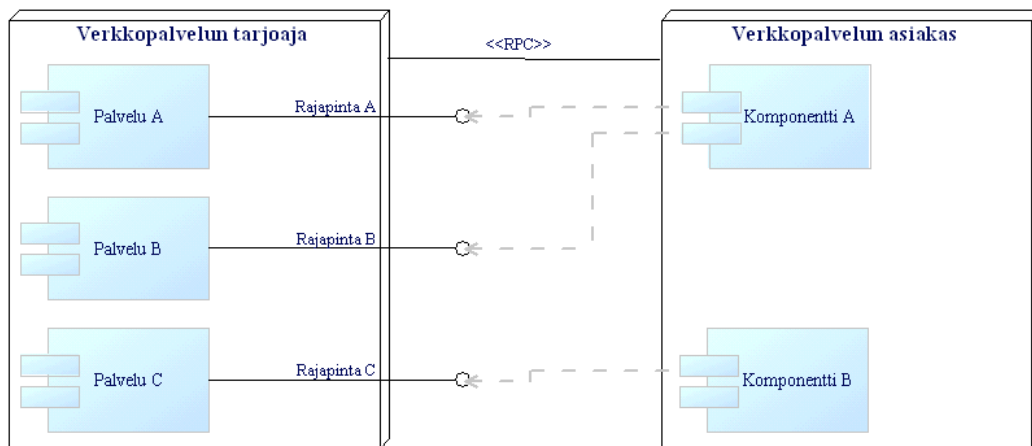 Verkkopalvelun tarjoaja
<<RPC>>
Verkkopalvelun asiakas
Palvelu A
Rajapinta A
Komponentti A
Palvelu B
Rajapinta B
Palvelu C
Rajapinta C
Komponentti B